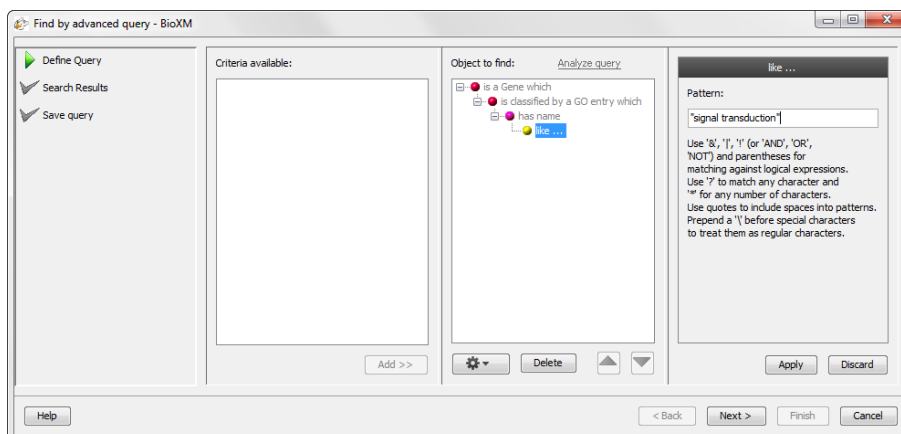 Find by advanced query - BioXM
Define Query
Search Results
Save query
Criteria available:
Add >>
Object to find:
Analyze query
is a Gene which
is classified by a GO entry which
has name
like ...
Delete
like ...
Pattern:
"signal transduction"
Use '&', '|', '!' (or 'AND', 'OR',
'NOT') and parentheses for
matching against logical expressions.
Use '?' to match any character and
'*' for any number of characters.
Use quotes to include spaces into patterns.
Prepend a '\' before special characters
to treat them as regular characters.
Apply
Discard
Help
< Back
Next >
Finish
Cancel